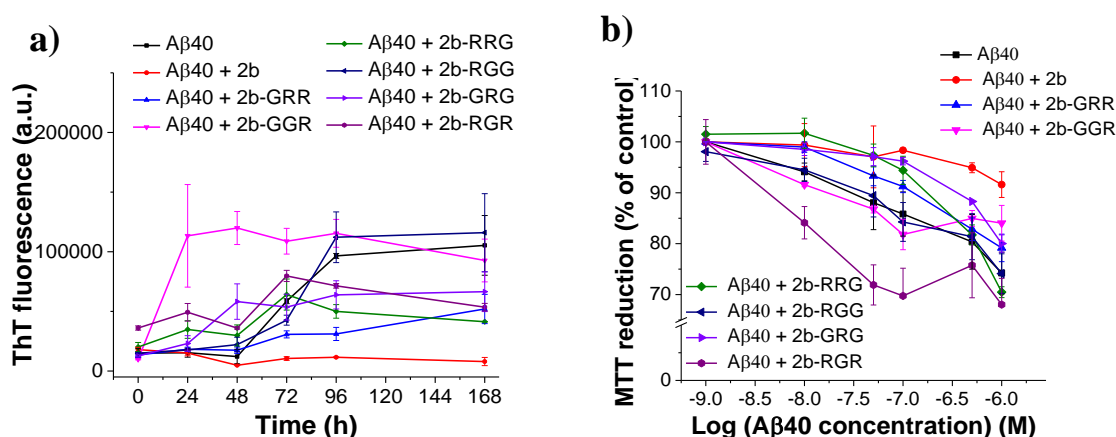 a)
Aβ40
Aβ40 + 2b
Aβ40 + 2b-GRR
Aβ40 + 2b-GGR
Aβ40 + 2b-RRG
Aβ40 + 2b-RGG
Aβ40 + 2b-GRG
Aβ40 + 2b-RGR
ThT fluorescence (a.u.)
200000
100000
0
0 24 48 72 96 120 144 168
Time (h)
b)
Aβ40
Aβ40 + 2b
Aβ40 + 2b-GRR
Aβ40 + 2b-GGR
MTT reduction (% of control)
110
100
90
80
70
0
Aβ40 + 2b-RRG
Aβ40 + 2b-RGG
Aβ40 + 2b-GRG
Aβ40 + 2b-RGR
-9.0 -8.5 -8.0 -7.5 -7.0 -6.5 -6.0
Log (Aβ40 concentration) (M)